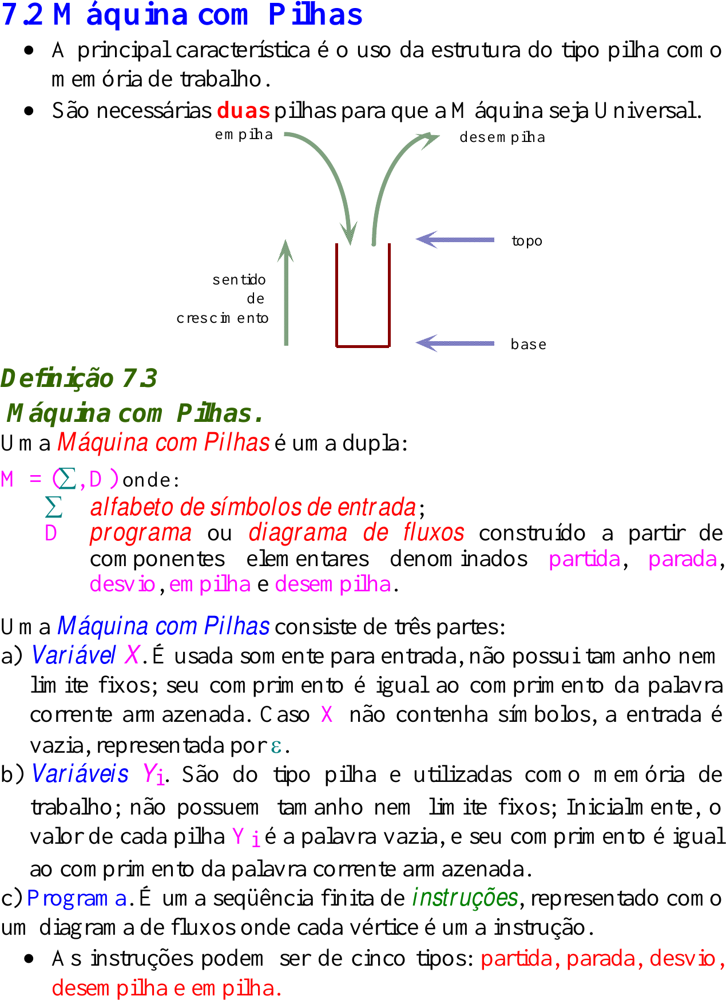 7.2 Máquina com Pilhas
• A principal característica é o uso da estrutura do tipo pilha como
memória de trabalho.
• São necessárias duas pilhas para que a Máquina seja Universal.
empilha
desempilha
topo
sentido
de
crescimento
base
Definição 7.3
Máquina com Pilhas.
Uma Máquina com Pilhas é uma dupla:
M = (∑, D) onde:
∑ alfabeto de símbolos de entrada;
D programa ou diagrama de fluxos construído a partir de
componentes elementares denominados partida, parada,
desvio, empilha e desempilha.
Uma Máquina com Pilhas consiste de três partes:
a) Variável X. É usada somente para entrada, não possui tamanho nem
limite fixos; seu comprimento é igual ao comprimento da palavra
corrente armazenada. Caso X não contenha símbolos, a entrada é
vazia, representada por ε.
b) Variáveis Yi. São do tipo pilha e utilizadas como memória de
trabalho; não possuem tamanho nem limite fixos; Inicialmente, o
valor de cada pilha Yi é a palavra vazia, e seu comprimento é igual
ao comprimento da palavra corrente armazenada.
c) Programa. É uma seqüência finita de instruções, representado como
um diagrama de fluxos onde cada vértice é uma instrução.
• As instruções podem ser de cinco tipos: partida, parada, desvio,
desempilha e empilha.